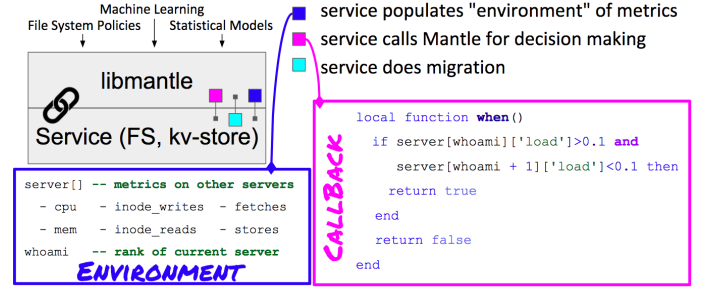 Machine Learning
File System Policies
Statistical Models
libmantle
Service (FS, kv-store)
service populates "environment" of metrics
service calls Mantle for decision making
service does migration
server[] -- metrics on other servers
- cpu - inode_writes - fetches
- mem - inode_reads - stores
whoami -- rank of current server
ENVIRONMENT
CALLBACK
local function when()
if server[whoami]['load']>0.1 and
server[whoami + 1]['load']<0.1 then
return true
end
return false
end